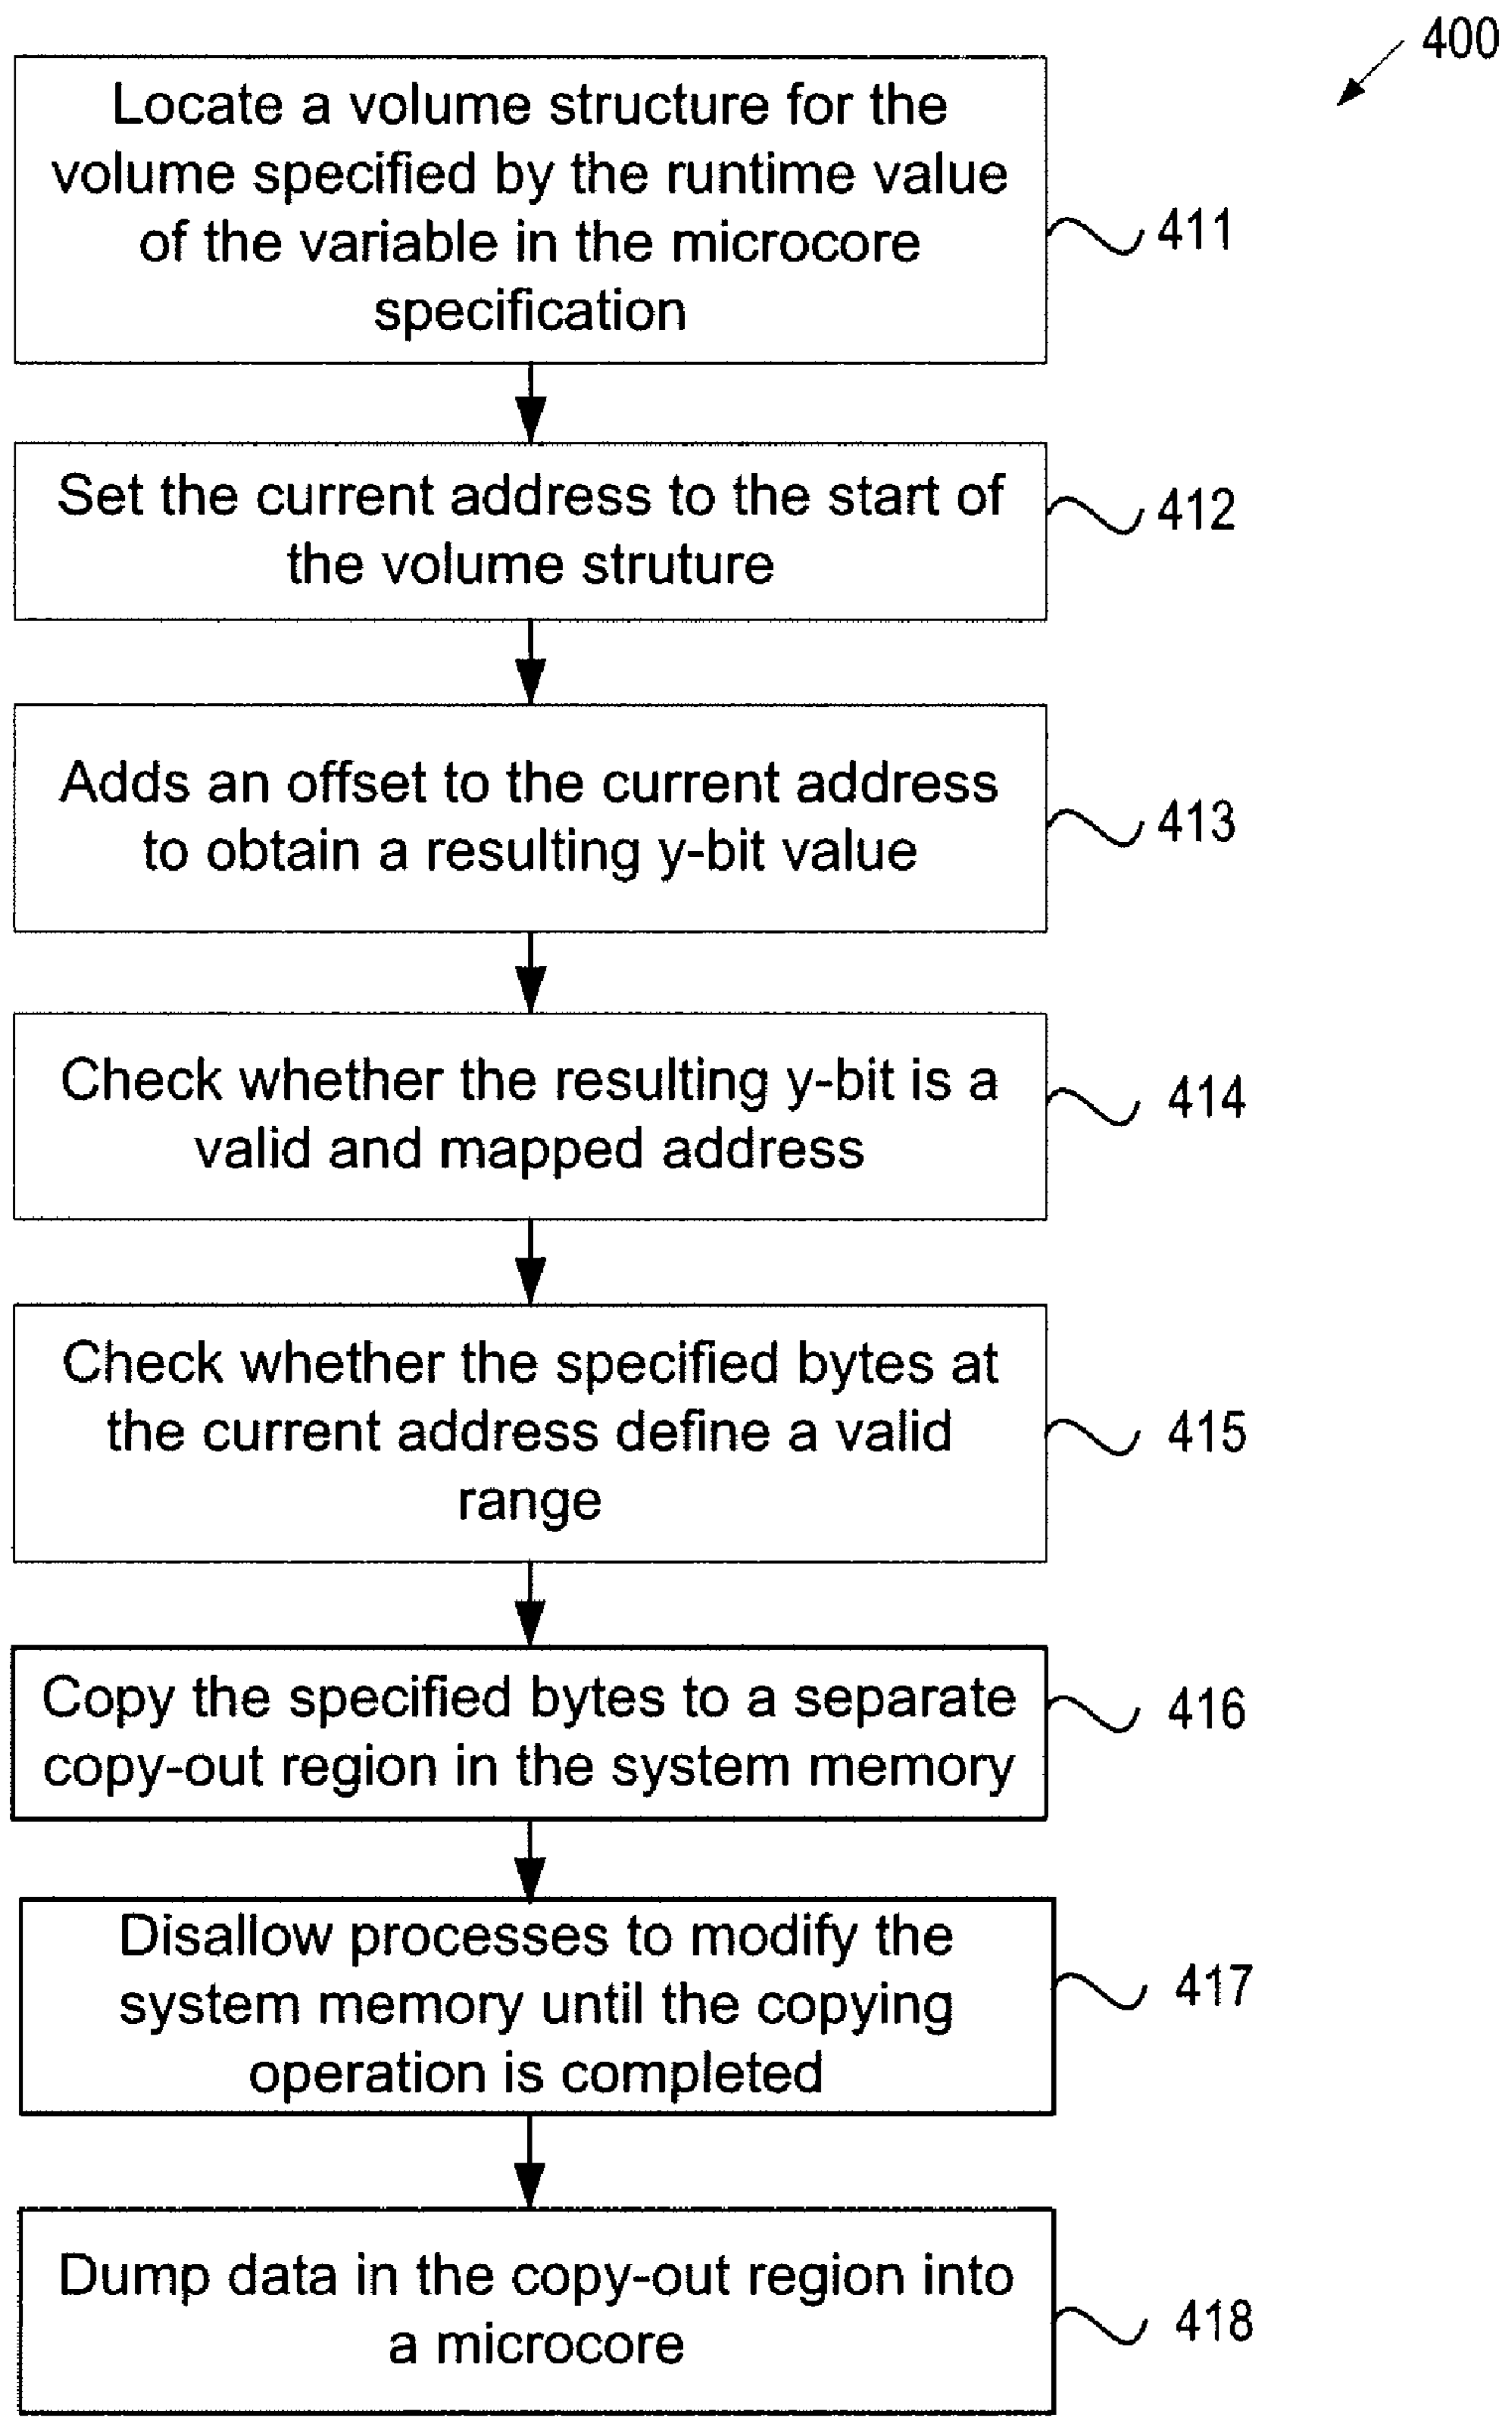 400
Locate a volume structure for the
volume specified by the runtime value
of the variable in the microcore
specification
411
Set the current address to the start of
the volume struture
412
Adds an offset to the current address
to obtain a resulting y-bit value
413
Check whether the resulting y-bit is a
valid and mapped address
414
Check whether the specified bytes at
the current address define a valid
range
415
Copy the specified bytes to a separate
copy-out region in the system memory
416
Disallow processes to modify the
system memory until the copying
operation is completed
417
Dump data in the copy-out region into
a microcore
418